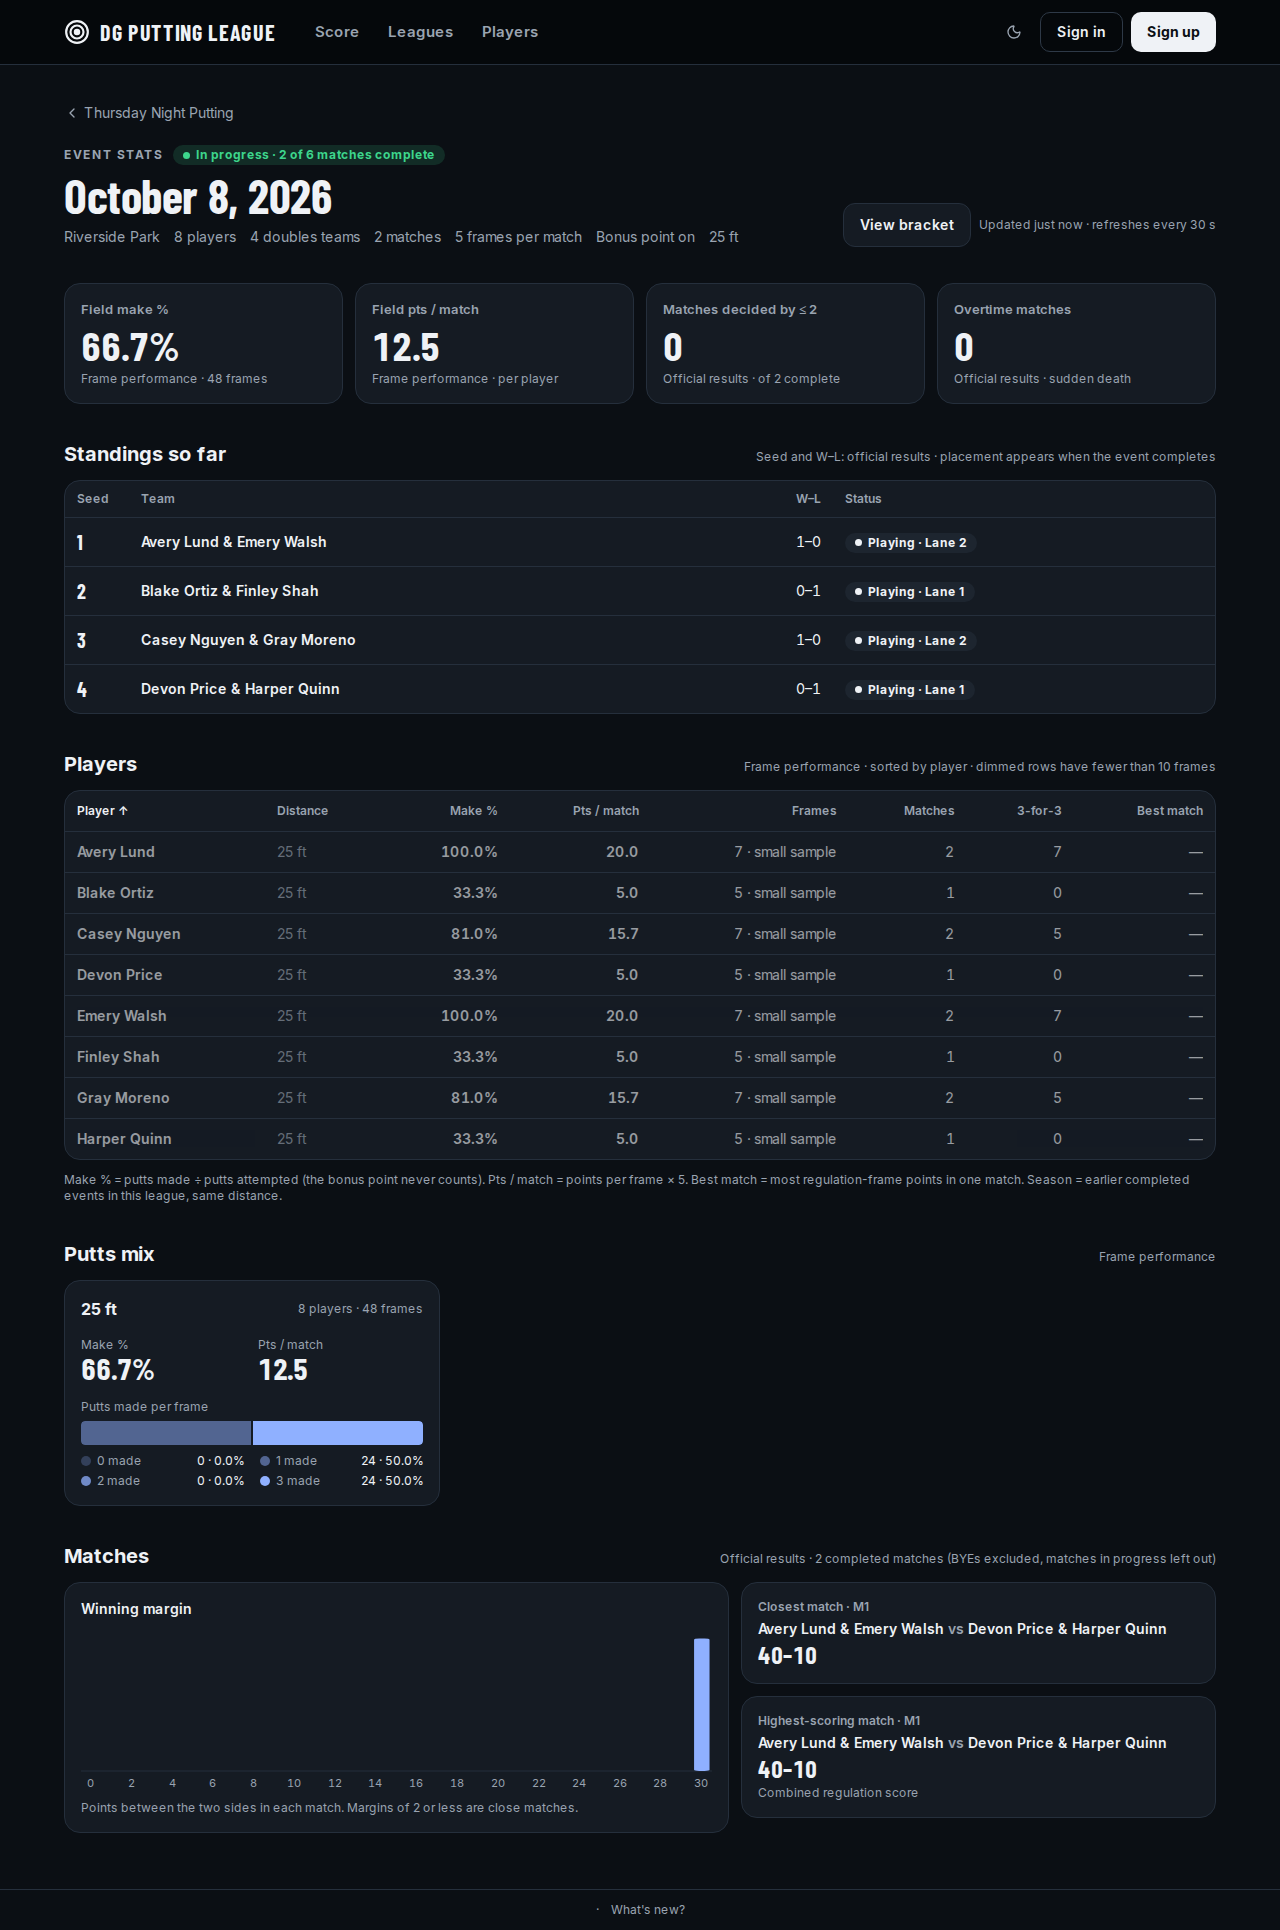 DG PUTTING LEAGUE Score Leagues Players Sign in Sign up
Thursday Night Putting
EVENT STATS In progress · 2 of 6 matches complete
October 8, 2026
Riverside Park 8 players 4 doubles teams 2 matches 5 frames per match Bonus point on 25 ft
View bracket Updated just now · refreshes every 30 s
Field make % Field pts / match Matches decided by ≤ 2 Overtime matches
66.7% 12.5 0 0
Frame performance · 48 frames Frame performance · per player Official results · of 2 complete Official results · sudden death
Standings so far Seed and W–L: official results · placement appears when the event completes
Seed Team W–L Status
1 Avery Lund & Emery Walsh 1–0 Playing · Lane 2
2 Blake Ortiz & Finley Shah 0–1 Playing · Lane 1
3 Casey Nguyen & Gray Moreno 1–0 Playing · Lane 2
4 Devon Price & Harper Quinn 0–1 Playing · Lane 1
Players Frame performance · sorted by player · dimmed rows have fewer than 10 frames
Player ↑ Distance Make % Pts / match Frames Matches 3-for-3 Best match
Avery Lund 25 ft 100.0% 20.0 7 · small sample 2 7 —
Blake Ortiz 25 ft 33.3% 5.0 5 · small sample 1 0 —
Casey Nguyen 25 ft 81.0% 15.7 7 · small sample 2 5 —
Devon Price 25 ft 33.3% 5.0 5 · small sample 1 0 —
Emery Walsh 25 ft 100.0% 20.0 7 · small sample 2 7 —
Finley Shah 25 ft 33.3% 5.0 5 · small sample 1 0 —
Gray Moreno 25 ft 81.0% 15.7 7 · small sample 2 5 —
Harper Quinn 25 ft 33.3% 5.0 5 · small sample 1 0 —
Make % = putts made ÷ putts attempted (the bonus point never counts). Pts / match = points per frame × 5. Best match = most regulation-frame points in one match. Season = earlier completed
events in this league, same distance.
Putts mix Frame performance
25 ft 8 players · 48 frames
Make % Pts / match
66.7% 12.5
Putts made per frame
0 made 0 · 0.0% 1 made 24 · 50.0%
2 made 0 · 0.0% 3 made 24 · 50.0%
Matches Official results · 2 completed matches (BYEs excluded, matches in progress left out)
Winning margin
0 2 4 6 8 10 12 14 16 18 20 22 24 26 28 30
Points between the two sides in each match. Margins of 2 or less are close matches.
Closest match · M1
Avery Lund & Emery Walsh vs Devon Price & Harper Quinn
40–10
Highest-scoring match · M1
Avery Lund & Emery Walsh vs Devon Price & Harper Quinn
40–10
Combined regulation score
· What's new?